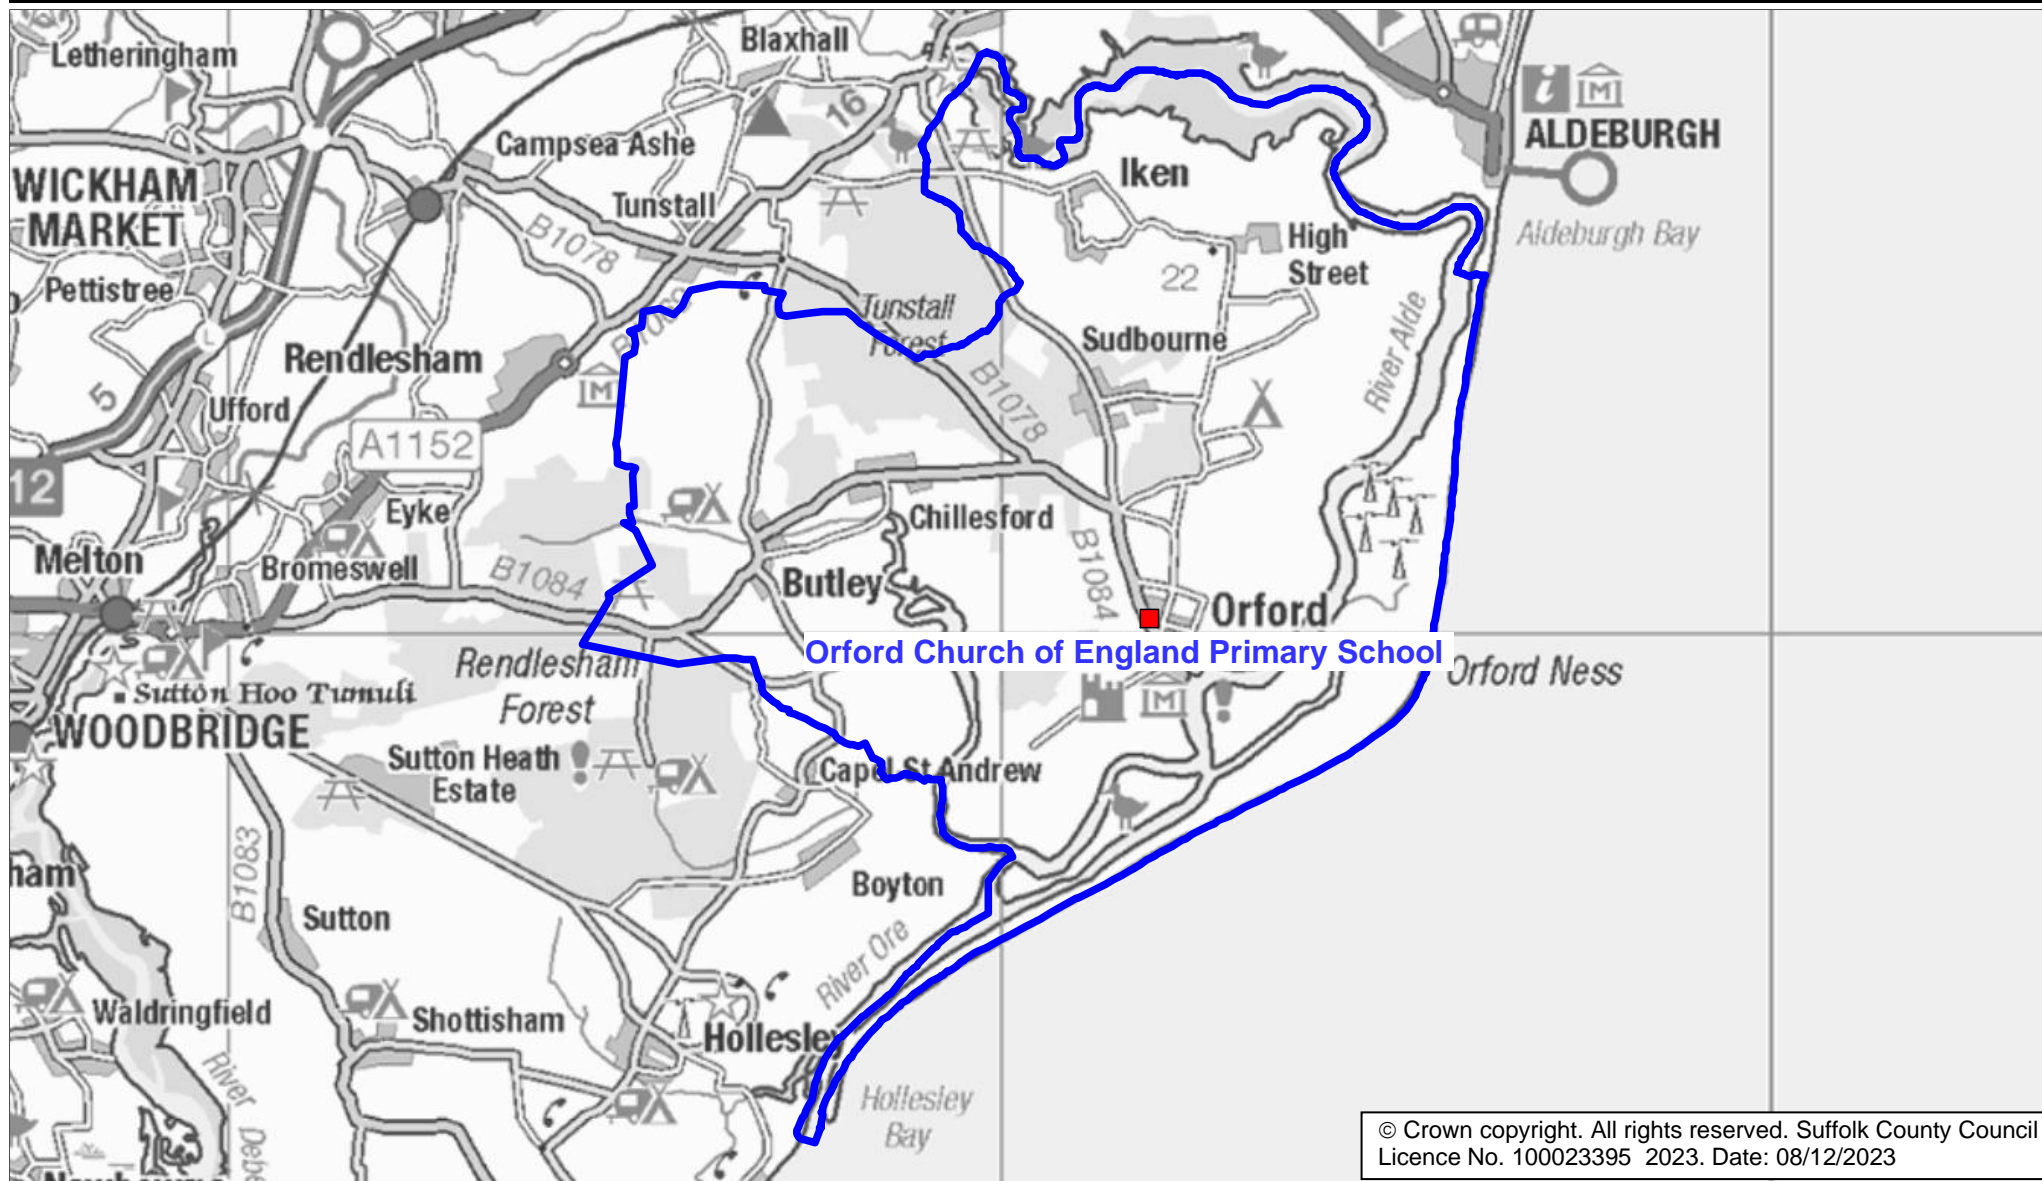 Letheringham
Blaxhall
16
ALDEBURGH
Campsea Ashe
WICKHAM
MARKET
Iken
Tunstall
B1078
High
Street
Aldeburgh Bay
22
Pettistree
Tunstall
Forest
River Alde
Rendlesham
Sudbourne
B1078
5
Ufford
A1152
12
Eyke
Chillesford
Melton
Bromeswell
B1084
Butley
B1084
Orford
Orford Church of England Primary School
Rendlesham
Forest
Orford Ness
Sutton Hoo Tumuli
WOODBRIDGE
Sutton Heath
Estate
Capel St Andrew
B1083
ham
Boyton
Sutton
River Ore
Waldringfield
Shottisham
Hollesley
River
Debe
Hollesley
Bay
© Crown copyright. All rights reserved. Suffolk County Council
Licence No. 100023395 2023. Date: 08/12/2023